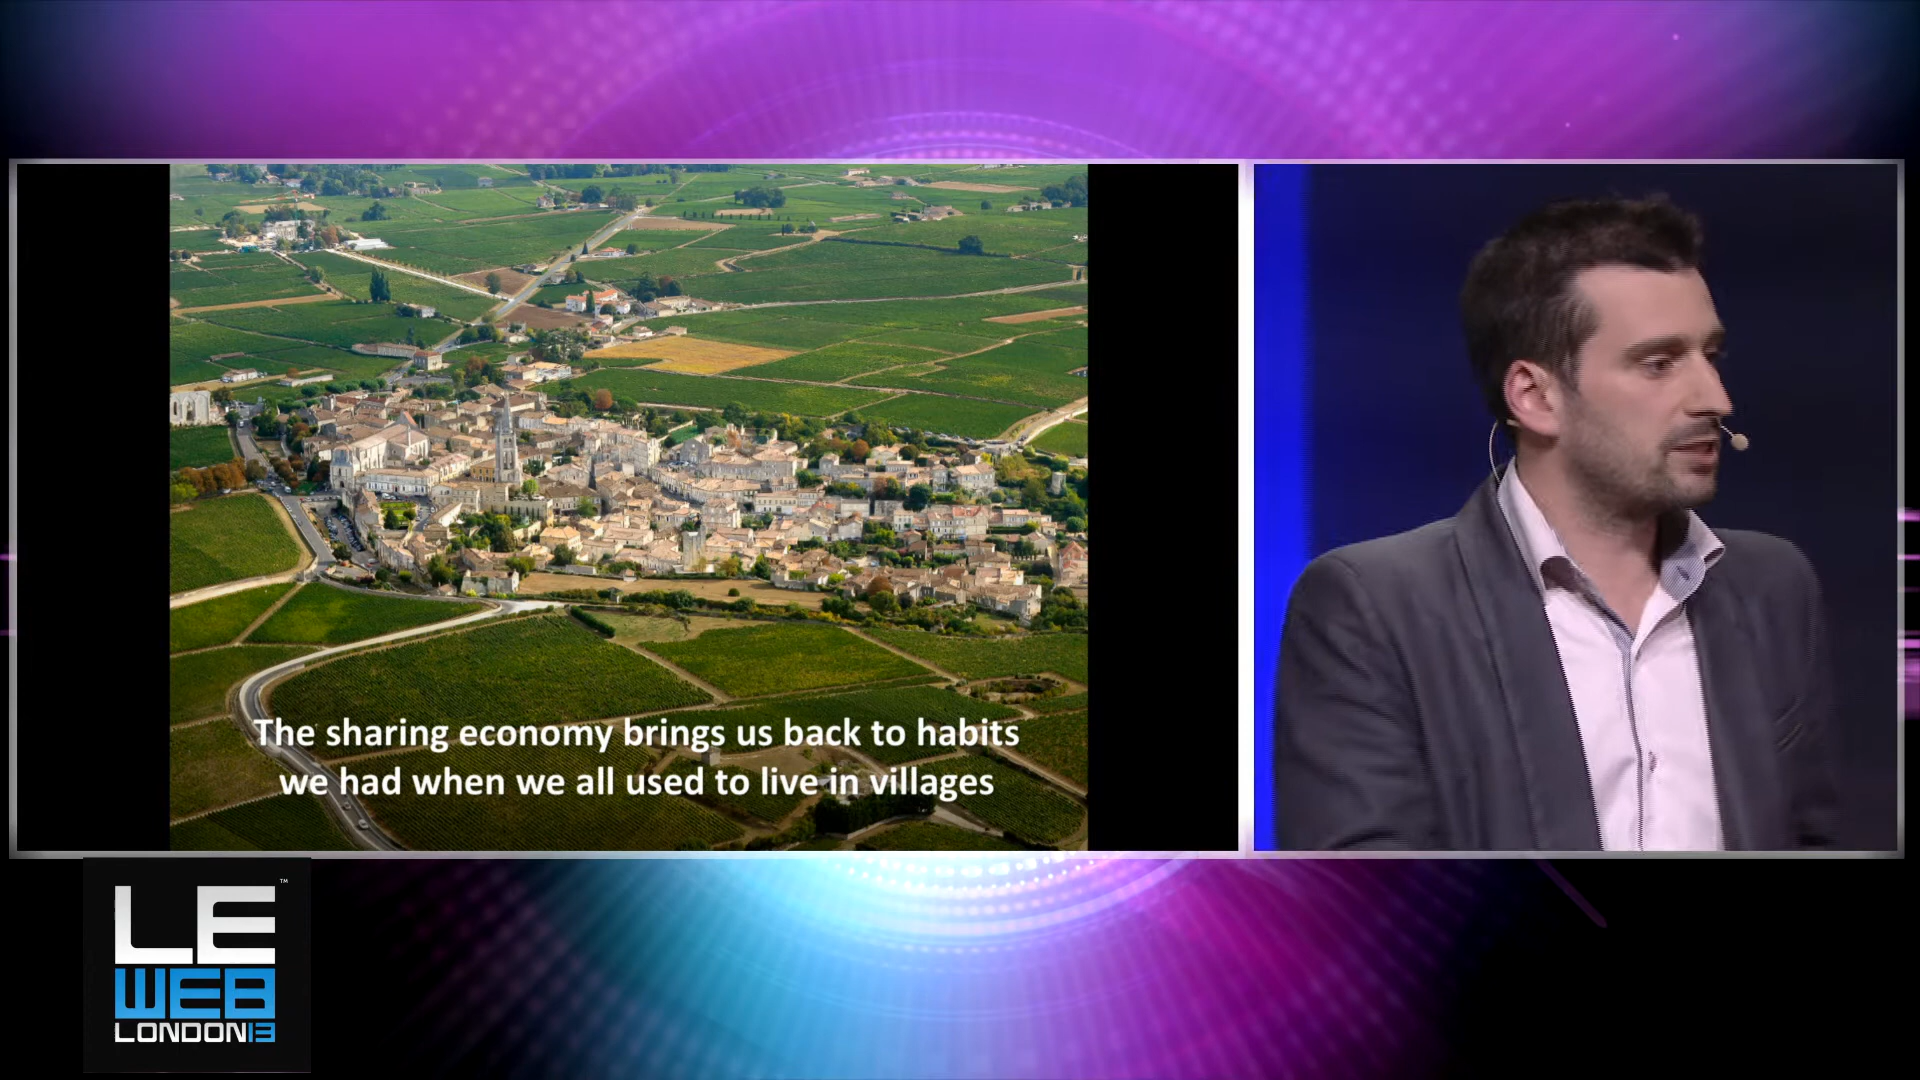 The sharing economy brings us back to habits
we had when we all used to live in villages
LE™
WEB
LONDON13